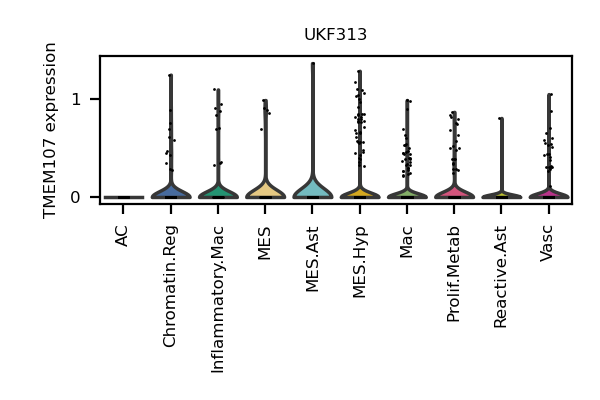 UKF313
TMEM107 expression
1
0
AC
Chromatin.Reg
Inflammatory.Mac
MES
MES.Ast
MES.Hyp
Mac
Prolif.Metab
Reactive.Ast
Vasc